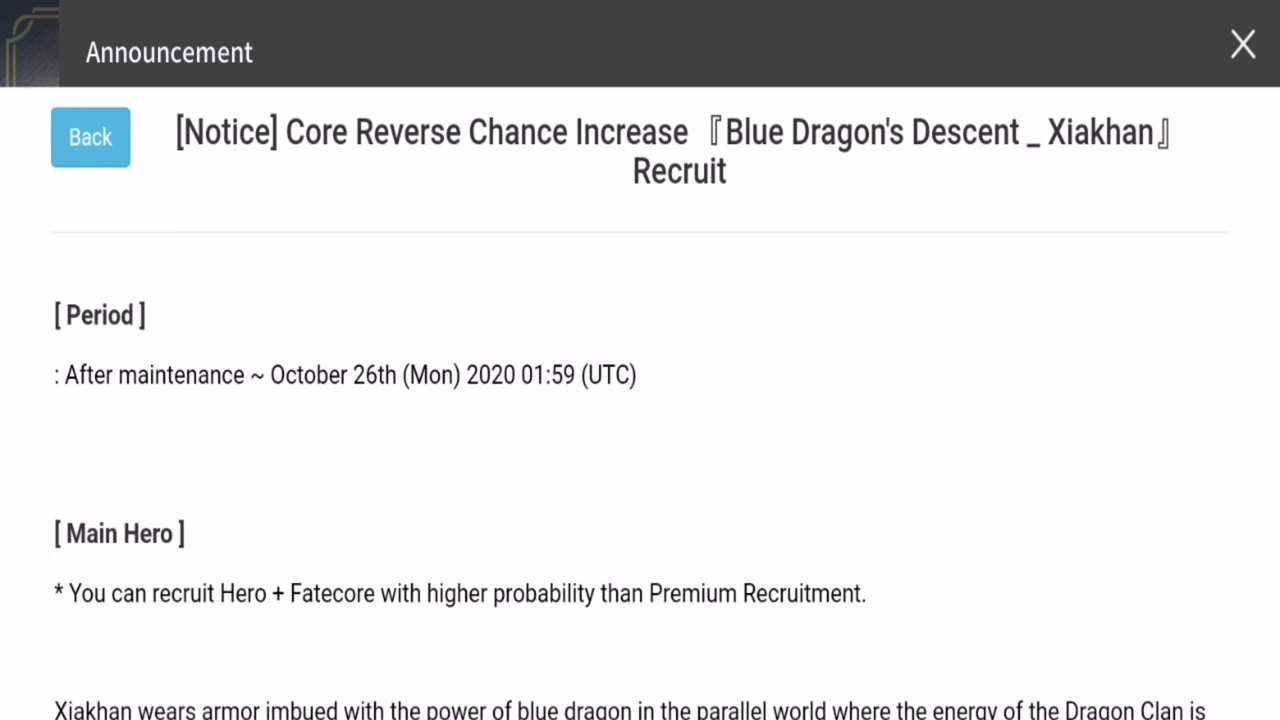 Announcement
Back
[Notice] Core Reverse Chance Increase 『Blue Dragon's Descent _ Xiakhan』
Recruit
[ Period ]
: After maintenance ~ October 26th (Mon) 2020 01:59 (UTC)
[ Main Hero ]
* You can recruit Hero + Fatecore with higher probability than Premium Recruitment.
Xiakhan wears armor imbued with the power of blue dragon in the parallel world where the energy of the Dragon Clan is